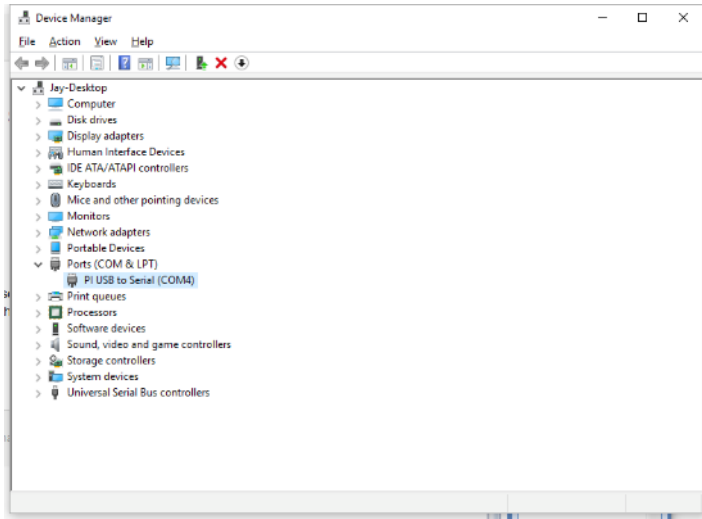 Device Manager
File Action View Help
Jay-Desktop
Computer
Disk drives
Display adapters
Human Interface Devices
IDE ATA/ATAPI controllers
Keyboards
Mice and other pointing devices
Monitors
Network adapters
Portable Devices
Ports (COM & LPT)
PI USB to Serial (COM4)
Print queues
Processors
Software devices
Sound, video and game controllers
Storage controllers
System devices
Universal Serial Bus controllers